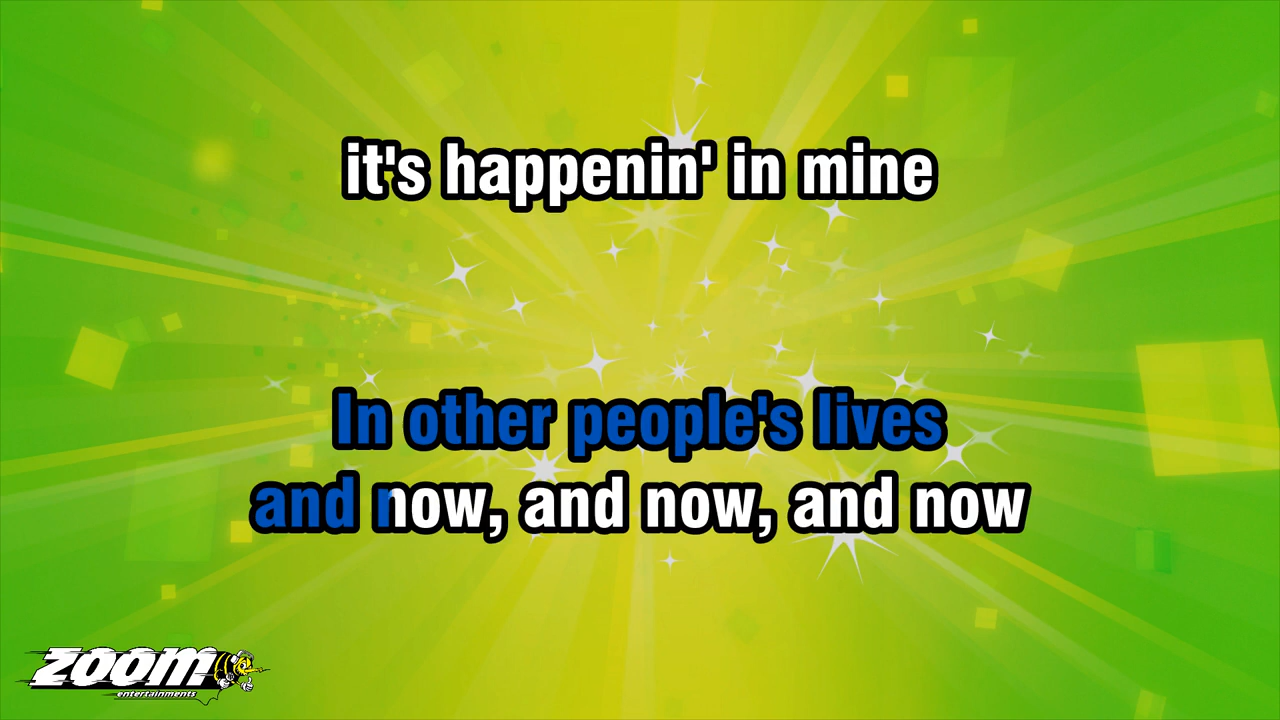 it's happenin' in mine
In other people's lives
and now, and now, and now
ZOOM
entertainments